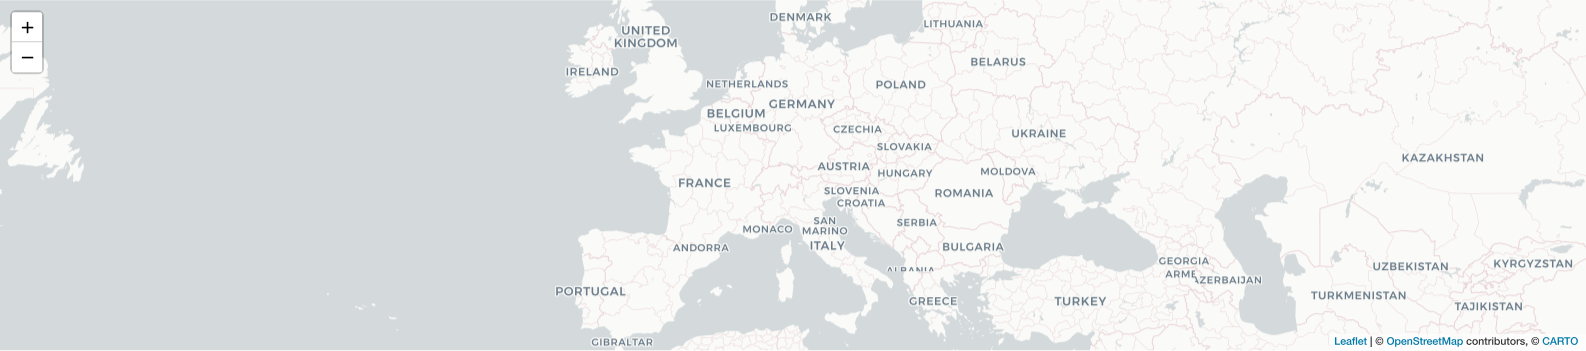 +
−
DENMARK
LITHUANIA
UNITED
KINGDOM
BELARUS
IRELAND
NETHERLANDS
POLAND
GERMANY
BELGIUM
LUXEMBOURG
CZECHIA
UKRAINE
SLOVAKIA
KAZAKHSTAN
AUSTRIA
HUNGARY
MOLDOVA
FRANCE
SLOVENIA
ROMANIA
CROATIA
SAN
MARINO
SERBIA
MONACO
ANDORRA
ITALY
BULGARIA
GEORGIA
UZBEKISTAN
KYRGYZSTAN
ALBANIA
ARME
AZERBAIJAN
PORTUGAL
GREECE
TURKEY
TURKMENISTAN
TAJIKISTAN
GIBRALTAR
Leaflet | © OpenStreetMap contributors, © CARTO